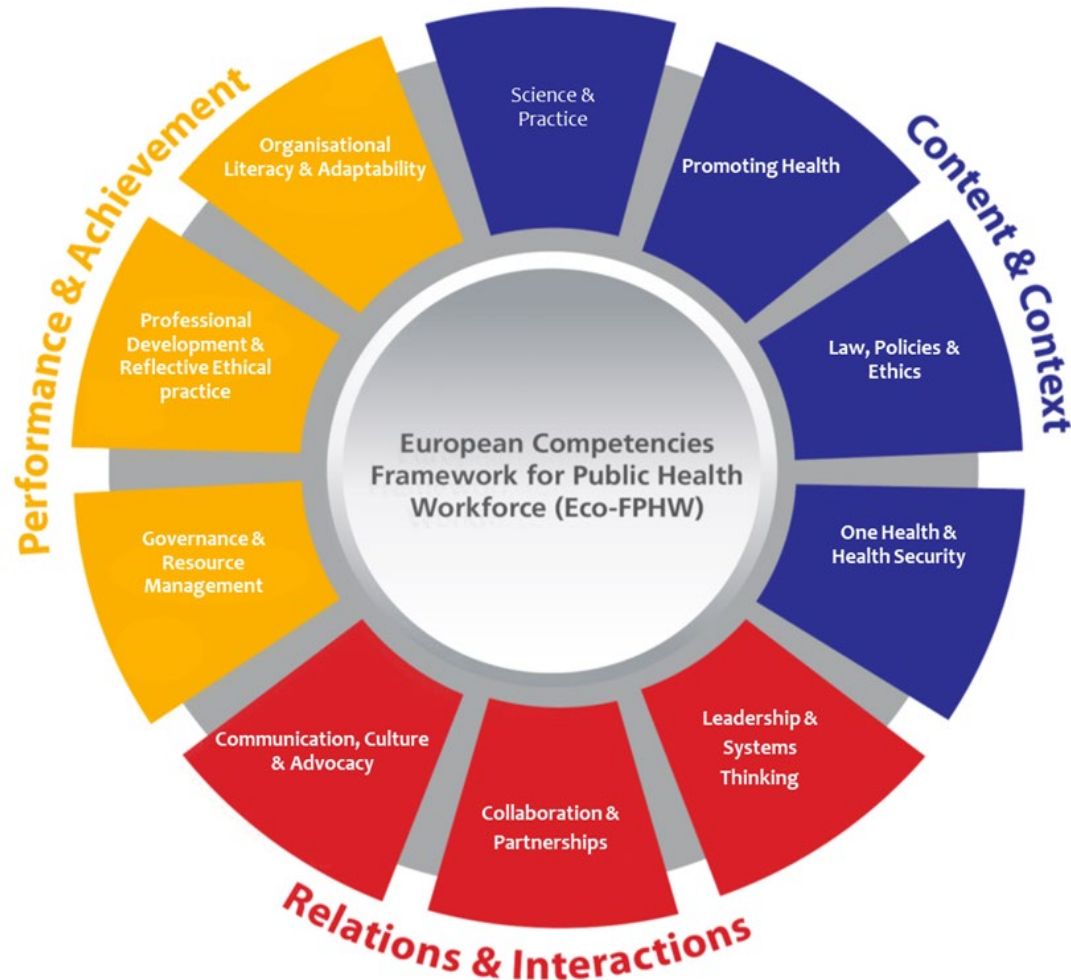 European Competencies
Framework for Public Health
Workforce (Eco-FPHW)
Content & Context
Science &
Practice
Promoting Health
Law, Policies &
Ethics
One Health &
Health Security
Relations & Interactions
Leadership &
Systems
Thinking
Collaboration &
Partnerships
Communication, Culture
& Advocacy
Performance & Achievement
Governance &
Resource
Management
Professional
Development &
Reflective Ethical
practice
Organisational
Literacy & Adaptability